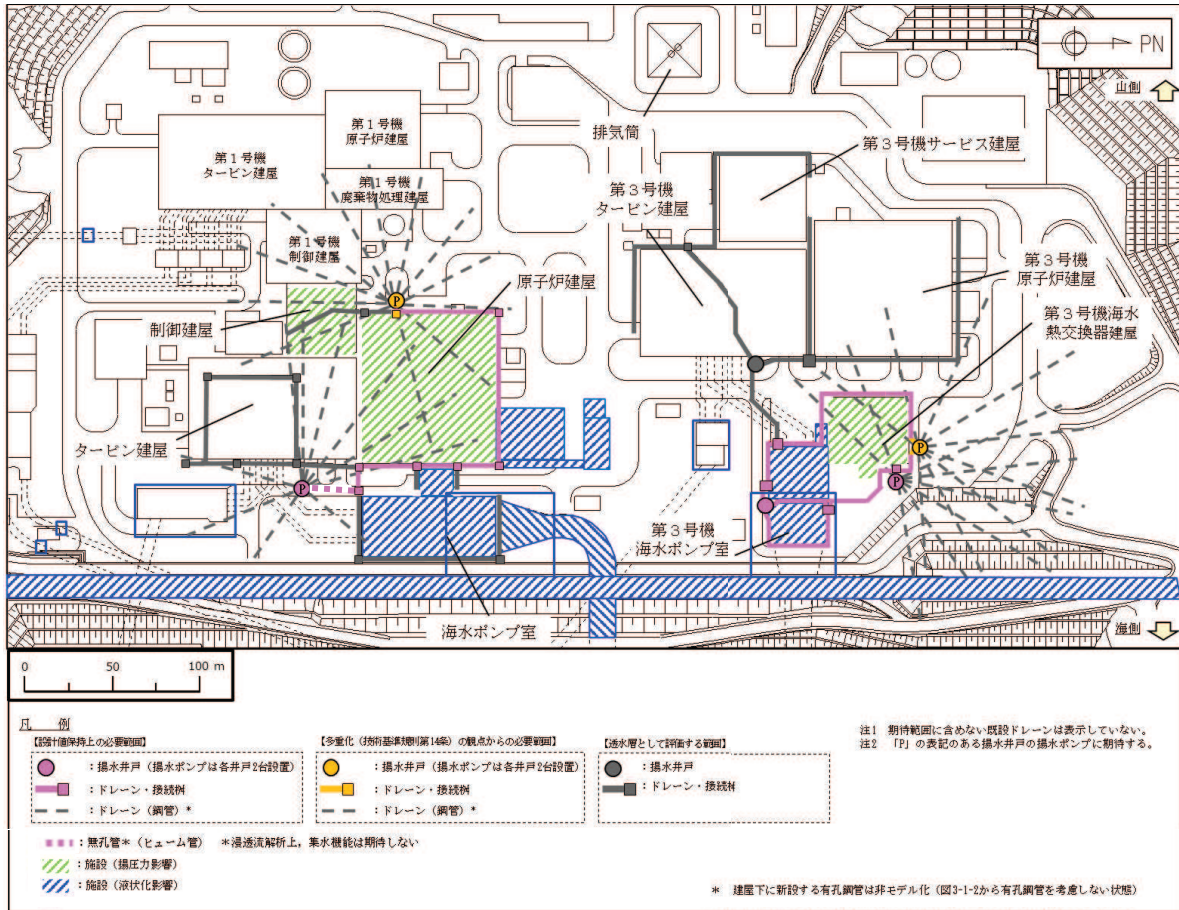 PN
山側
第1号機
原子炉建屋
排気筒
第3号機サービス建屋
第1号機
タービン建屋
第1号機
廃棄物処理建屋
第3号機
タービン建屋
第1号機
制御建屋
第3号機
原子炉建屋
原子炉建屋
P
第3号機海水
熱交換器建屋
制御建屋
タービン建屋
P
P
P
第3号機
海水ポンプ室
海水ポンプ室
海側
0 50 100 m
凡 例
【設計値保持上の必要範囲】
:揚水井戸(揚水ポンプは各井戸2台設置)
:ドレーン・接続桝
:ドレーン(鋼管)*
【多重化(技術基準規則第14条)の観点からの必要範囲】
:揚水井戸(揚水ポンプは各井戸2台設置)
:ドレーン・接続桝
:ドレーン(鋼管)*
【透水層として評価する範囲】
:揚水井戸
:ドレーン・接続桝
注1 期待範囲に含めない既設ドレーンは表示していない。
注2 「P」の表記のある揚水井戸の揚水ポンプに期待する。
:無孔管*(ヒューム管) *浸透流解析上,集水機能は期待しない
:施設(揚圧力影響)
:施設(液状化影響)
* 建屋下に新設する有孔鋼管は非モデル化(図3-1-2から有孔鋼管を考慮しない状態)